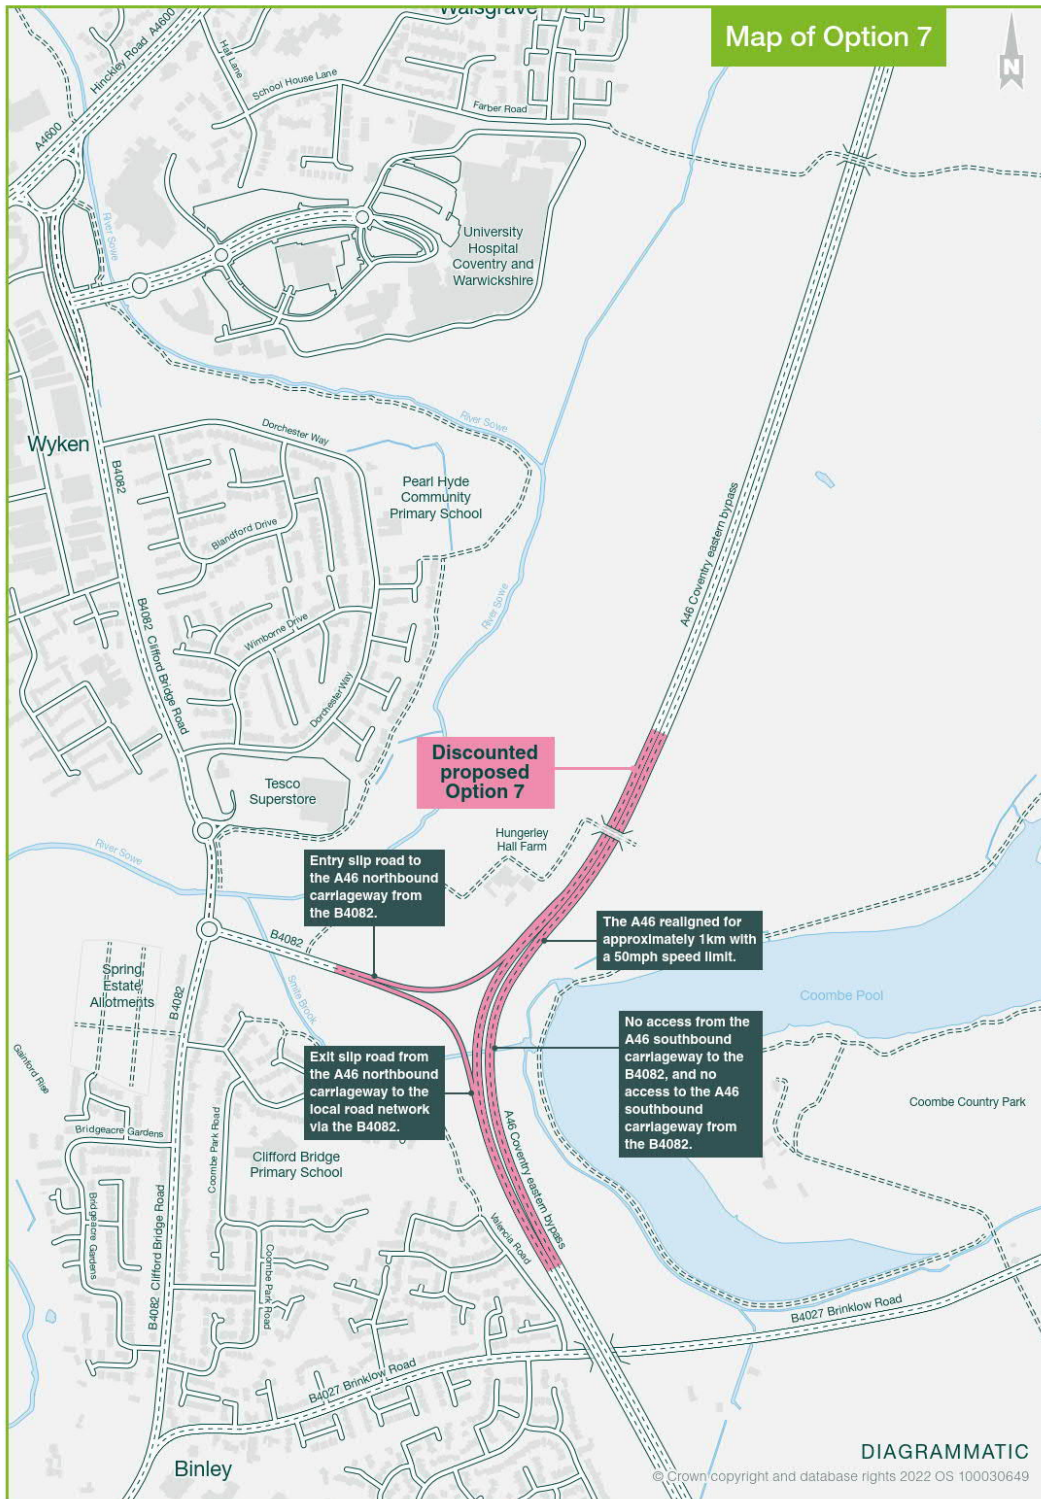 Walsgrave
Map of Option 7
N
Hinckley Road A4600
A4600
Hall Lane
School House Lane
Farber Road
River Sowe
University
Hospital
Coventry and
Warwickshire
River Sowe
Wyken
B4082
Dorchester Way
Pearl Hyde
Community
Primary School
Blandford Drive
A46 Coventry eastern bypass
River Sowe
B4082 Clifford Bridge Road
Wimborne Drive
Dorchester Way
Discounted
proposed
Option 7
Tesco
Superstore
Hungerley
Hall Farm
River Sowe
Entry slip road to
the A46 northbound
carriageway from
the B4082.
The A46 realigned for
approximately 1km with
a 50mph speed limit.
B4082
Spring
Estate
Allotments
B4082
Smite Brook
Coombe Pool
No access from the
A46 southbound
carriageway to the
B4082, and no
access to the A46
southbound
carriageway from
the B4082.
Exit slip road from
the A46 northbound
carriageway to the
local road network
via the B4082.
Gainford Rise
Coombe Country Park
Bridgeacre Gardens
Coombe Park Road
Clifford Bridge
Primary School
A46 Coventry eastern bypass
Valencia Road
Bridgeacre Gardens
B4082 Clifford Bridge Road
Coombe Park Road
B4027 Brinklow Road
B4027 Brinklow Road
Binley
DIAGRAMMATIC
© Crown copyright and database rights 2022 OS 100030649